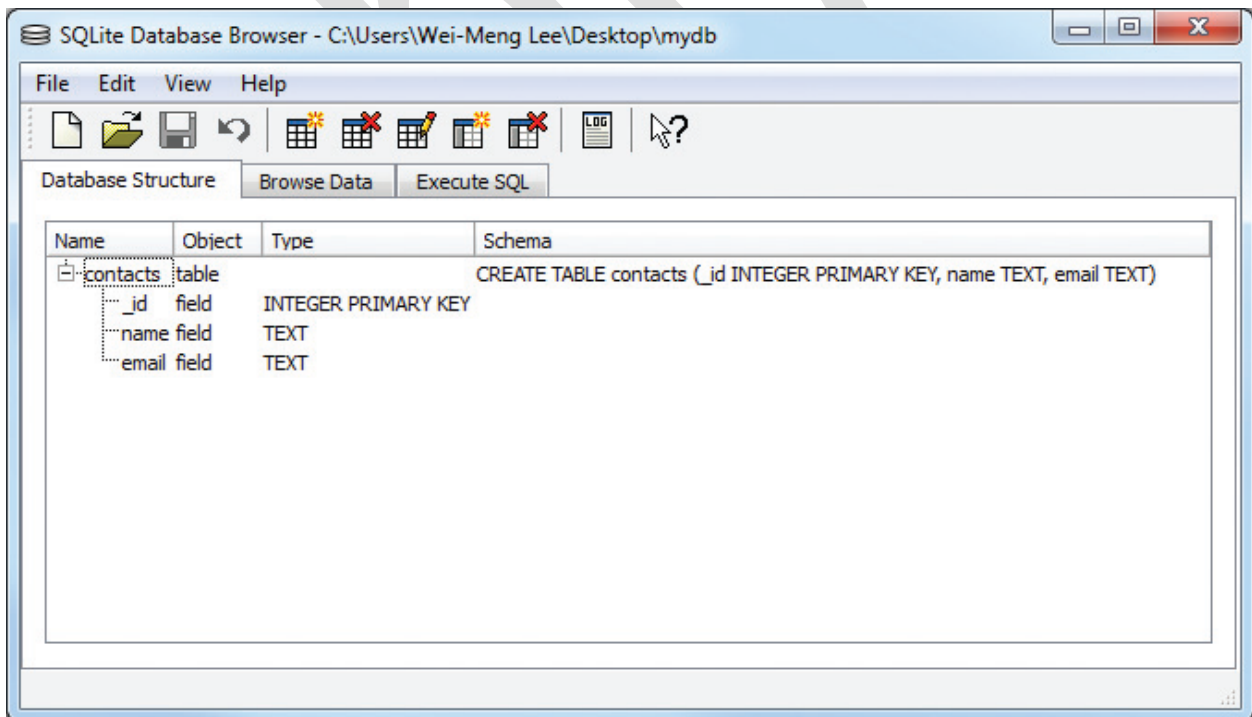 SQLite Database Browser - C:\Users\Wei-Meng Lee\Desktop\mydb
File Edit View Help
LOG ?
Database Structure Browse Data Execute SQL
Name Object Type Schema
contacts table CREATE TABLE contacts (_id INTEGER PRIMARY KEY, name TEXT, email TEXT)
_id field INTEGER PRIMARY KEY
name field TEXT
email field TEXT